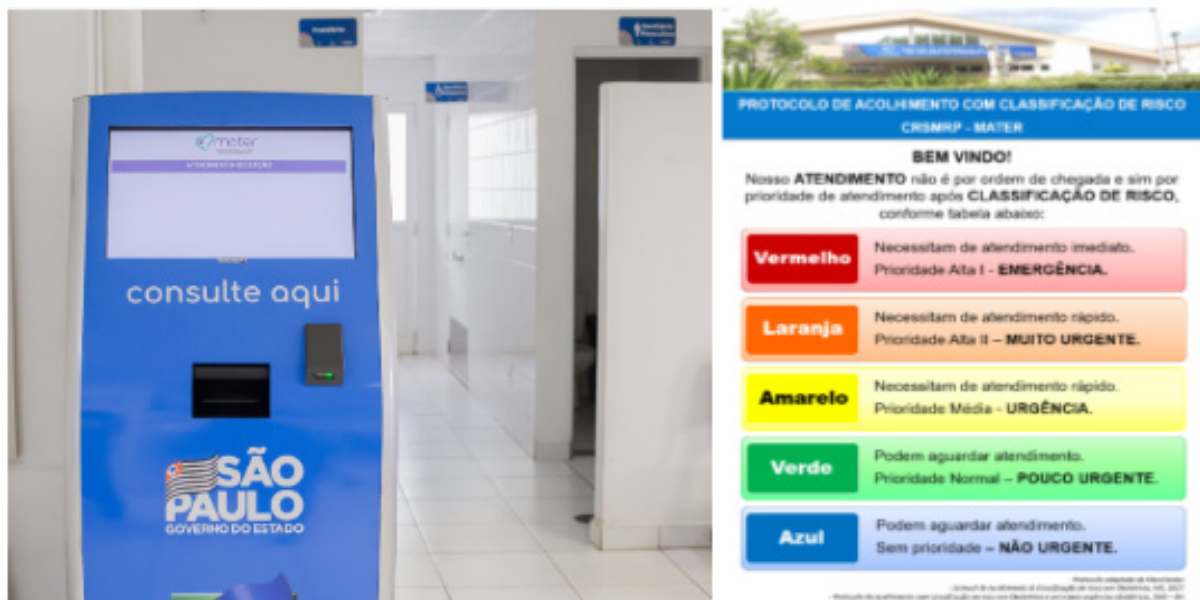 Sanitário
Masculino
mater
consulte aqui
SÃO
PAULO
GOVERNO DO ESTADO
PROTOCOLO DE ACOLHIMENTO COM CLASSIFICAÇÃO DE RISCO
CRSMRP - MATER
BEM VINDO!
Nosso ATENDIMENTO não é por ordem de chegada e sim por
prioridade de atendimento após CLASSIFICAÇÃO DE RISCO,
conforme tabela abaixo:
Vermelho
Necessitam de atendimento imediato.
Prioridade Alta I - EMERGÊNCIA.
Laranja
Necessitam de atendimento rápido.
Prioridade Alta II – MUITO URGENTE.
Amarelo
Necessitam de atendimento rápido.
Prioridade Média - URGÊNCIA.
Verde
Podem aguardar atendimento.
Prioridade Normal – POUCO URGENTE.
Azul
Podem aguardar atendimento.
Sem prioridade – NÃO URGENTE.